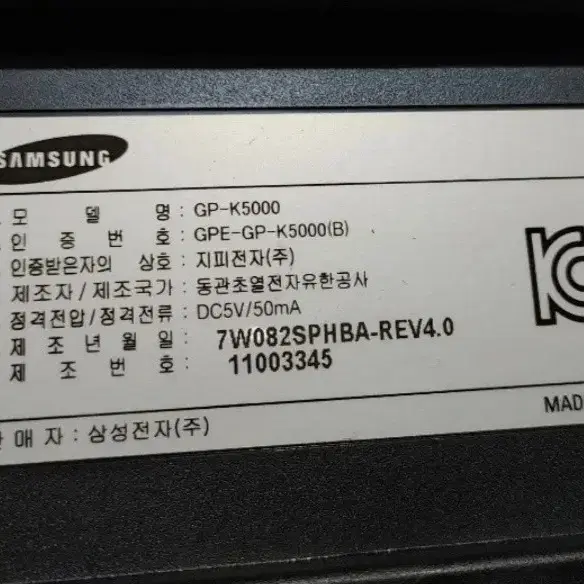 SAMSUNG
모 델 명 : GP-K5000
인 증 번 호 : GPE-GP-K5000(B)
인증받은자의 상호 : 지피전자(주)
제조자 / 제조국가 : 동관초열전자유한공사
정격전압 / 정격전류 : DC5V/50mA
제 조 년 월 일 : 7W082SPHBA-REV4.0
제 조 번 호 : 11003345
매 자 : 삼성전자(주)
MAD